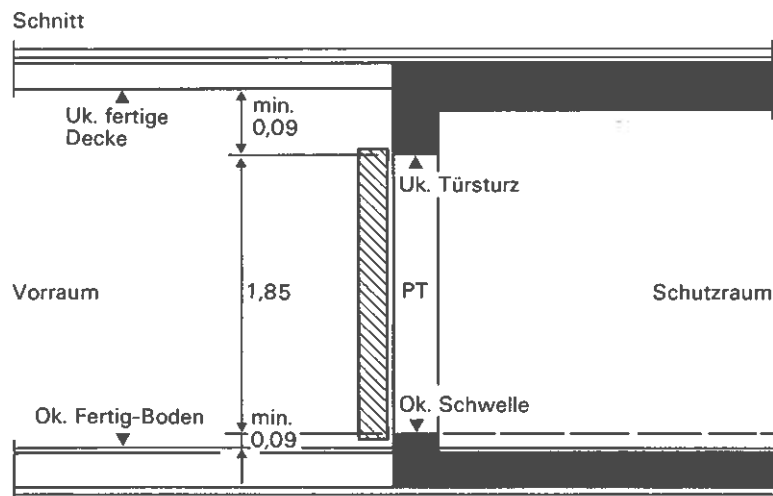 Schnitt
Uk. fertige
Decke
min.
0,09
Uk. Türsturz
Vorraum
1,85
PT
Schutzraum
Ok. Fertig-Boden
min.
0,09
Ok. Schwelle